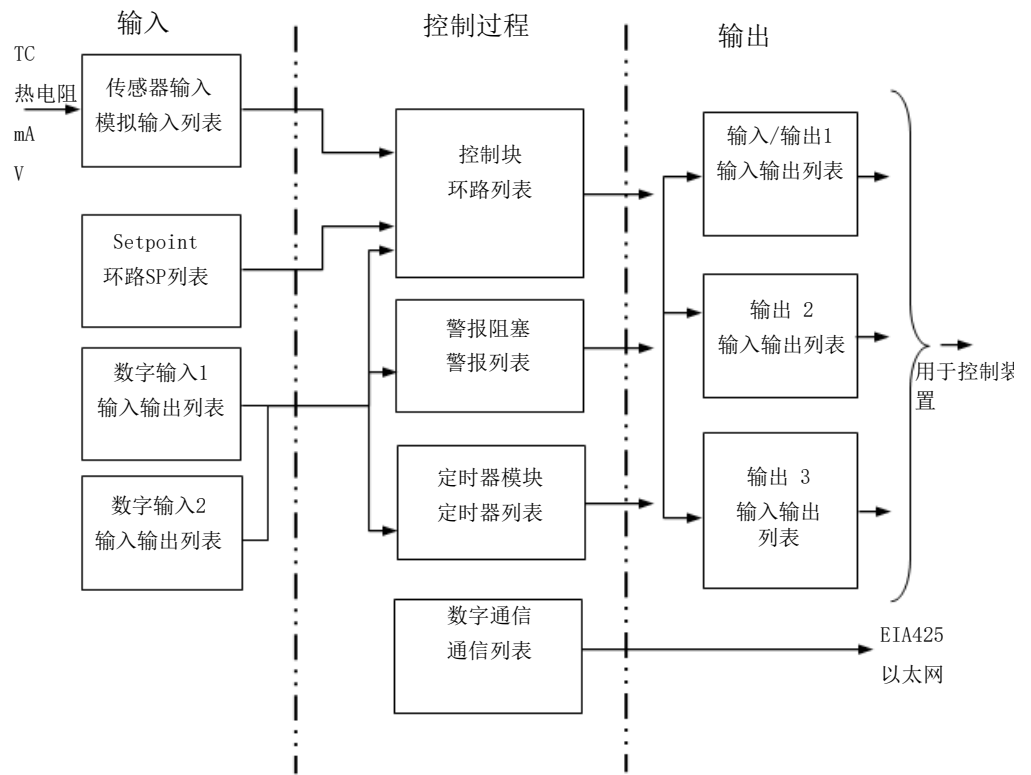 输入
控制过程
输出
TC
热电阻
mA
V
传感器输入
模拟输入列表
Setpoint
环路SP列表
数字输入1
输入输出列表
数字输入2
输入输出列表
控制块
环路列表
警报阻塞
警报列表
定时器模块
定时器列表
数字通信
通信列表
输入/输出1
输入输出列表
输出 2
输入输出列表
输出 3
输入输出
列表
用于控制装
置
EIA425
以太网